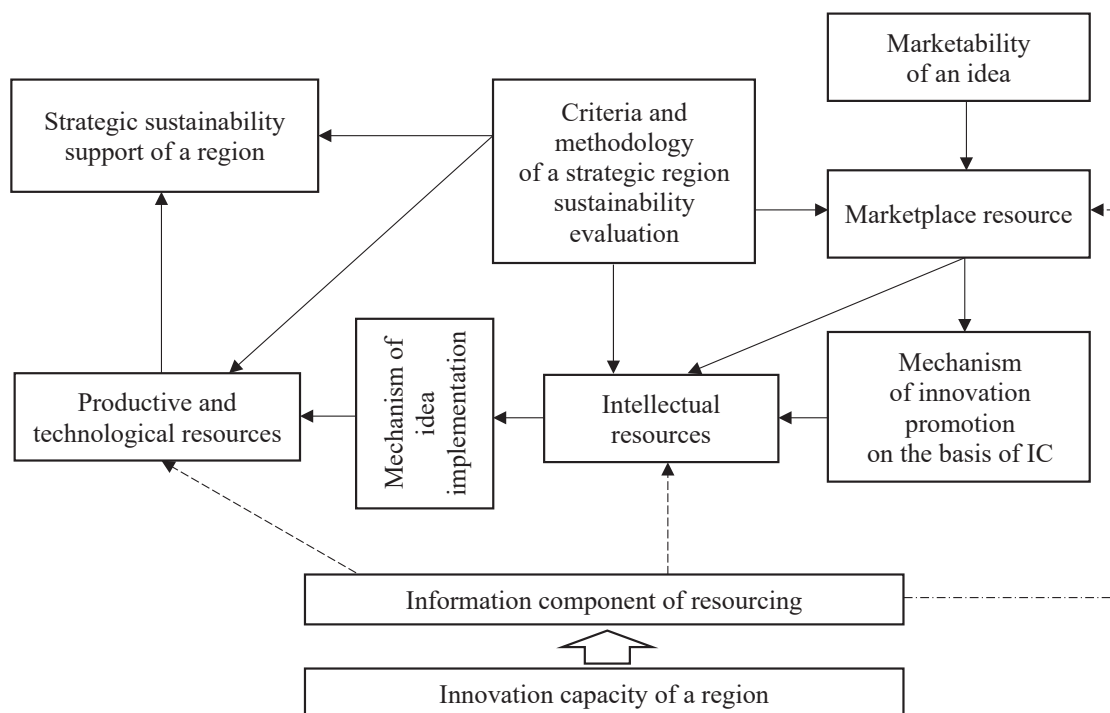 Marketability
of an idea
Strategic sustainability
support of a region
Criteria and
methodology
of a strategic region
sustainability
evaluation
Marketplace resource
Mechanism of
idea
implementation
Mechanism
of innovation
promotion
on the basis of IC
Productive and
technological resources
Intellectual
resources
Information component of resourcing
Innovation capacity of a region